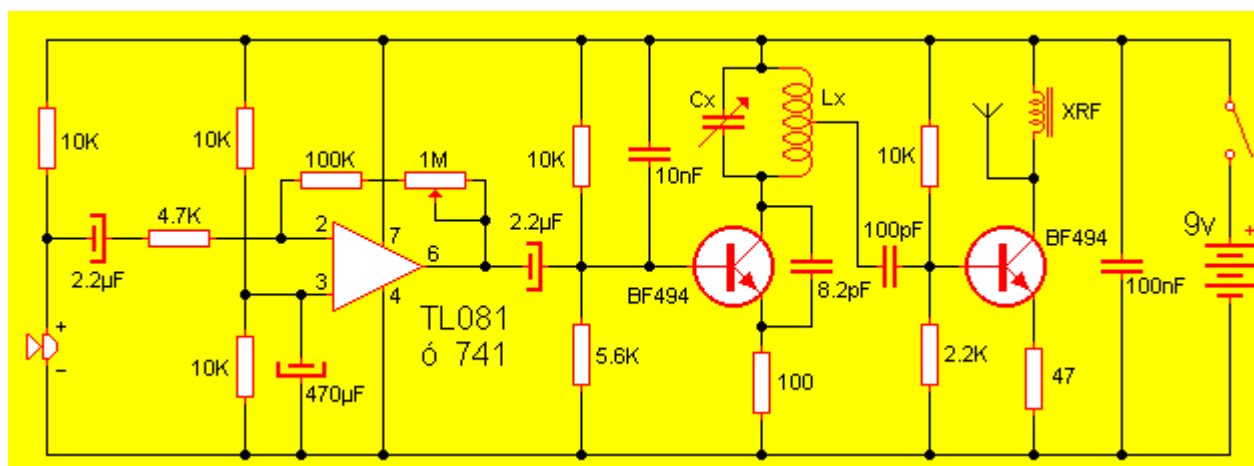 Cx
Lx
XRF
10K
10K
100K
1M
10K
10nF
10K
4.7K
2
7
2.2µF
100pF
BF494
9v
+
6
2.2µF
3
4
BF494
8.2pF
100nF
+
−
TL081
ó 741
10K
470µF
5.6K
100
2.2K
47